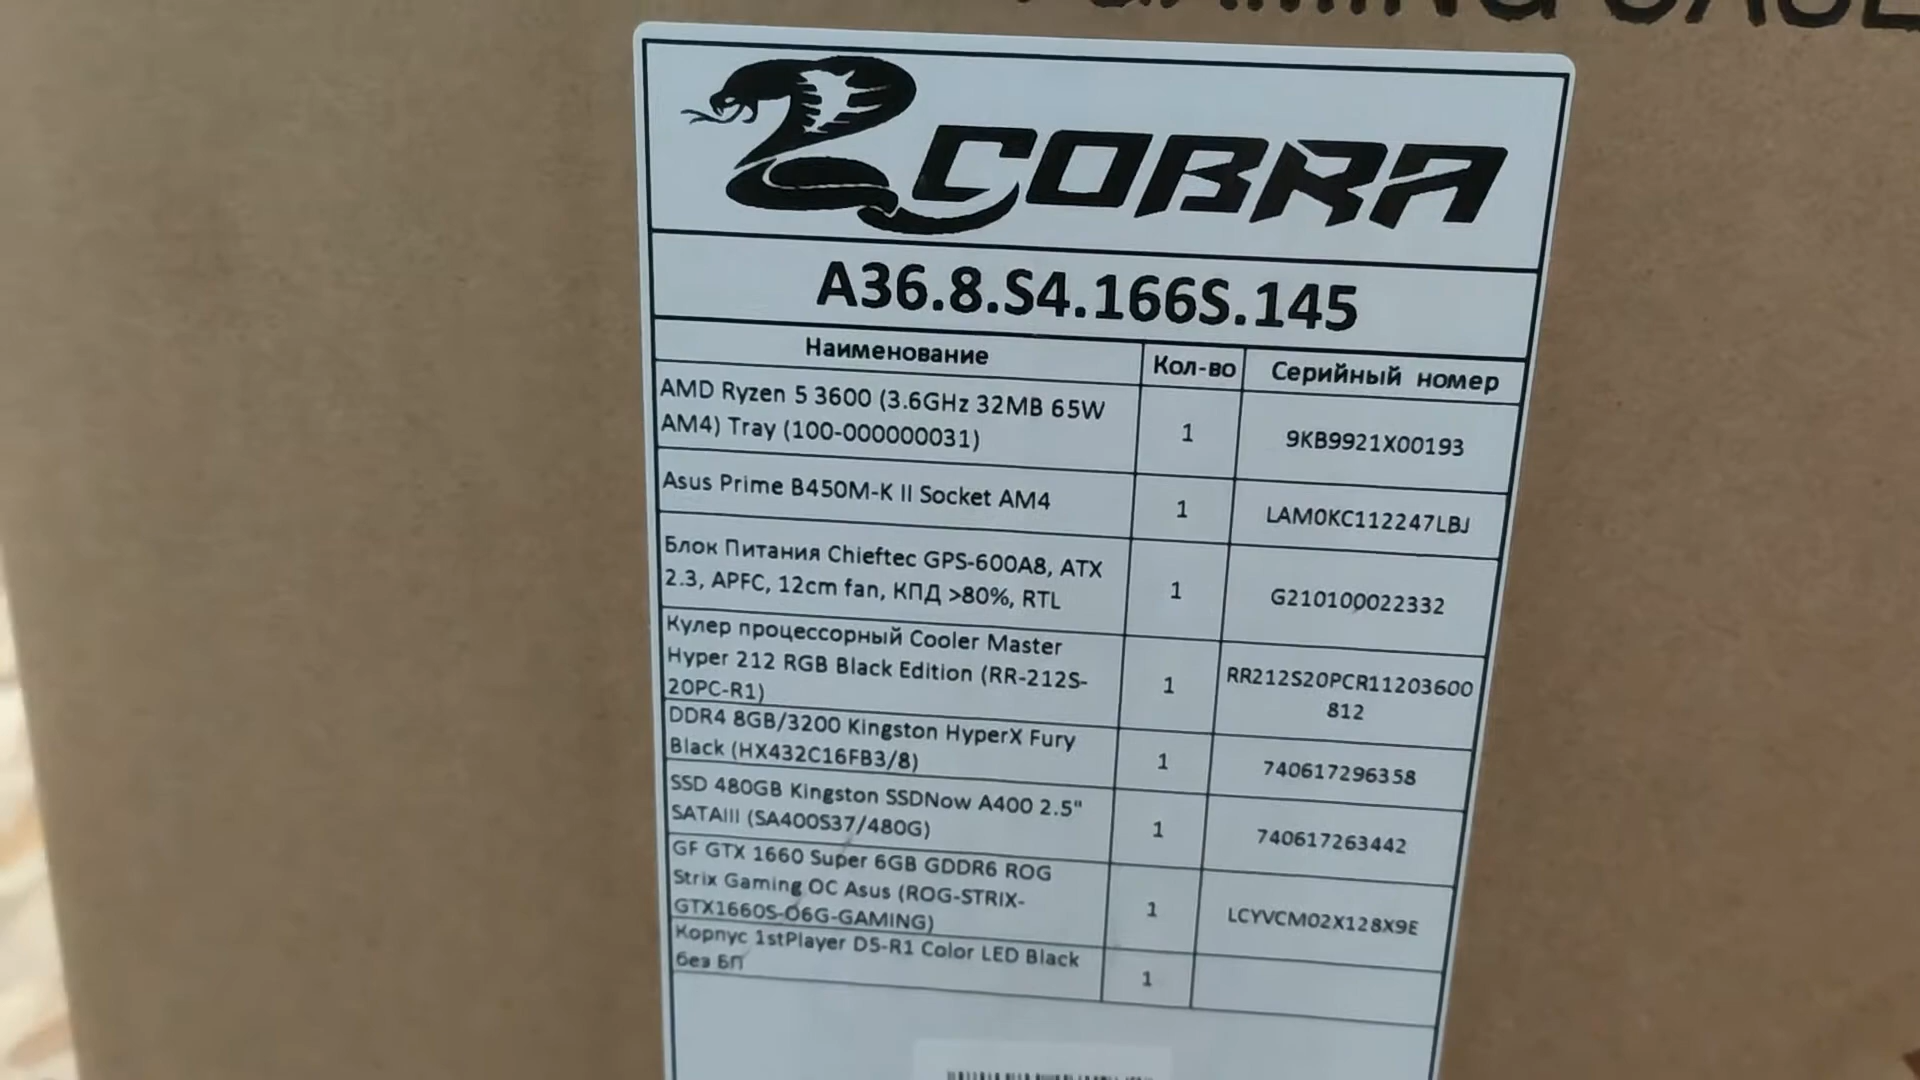 GAMING CASE
COBRA
A36.8.S4.166S.145
Наименование Кол-во Серийный номер
AMD Ryzen 5 3600 (3.6GHz 32MB 65W
AM4) Tray (100-000000031) 1 9KB9921X00193
Asus Prime B450M-K II Socket AM4 1 LAM0KC112247LBJ
Блок Питания Chieftec GPS-600A8, ATX
2.3, APFC, 12cm fan, КПД >80%, RTL 1 G210100022332
Кулер процессорный Cooler Master
Hyper 212 RGB Black Edition (RR-212S-
20PC-R1) 1 RR212S20PCR11203600
812
DDR4 8GB/3200 Kingston HyperX Fury
Black (HX432C16FB3/8) 1 740617296358
SSD 480GB Kingston SSDNow A400 2.5"
SATAIII (SA400S37/480G) 1 740617263442
GF GTX 1660 Super 6GB GDDR6 ROG
Strix Gaming OC Asus (ROG-STRIX-
GTX1660S-O6G-GAMING) 1 LCYVCM02X128X9E
Корпус 1stPlayer D5-R1 Color LED Black
без БП 1